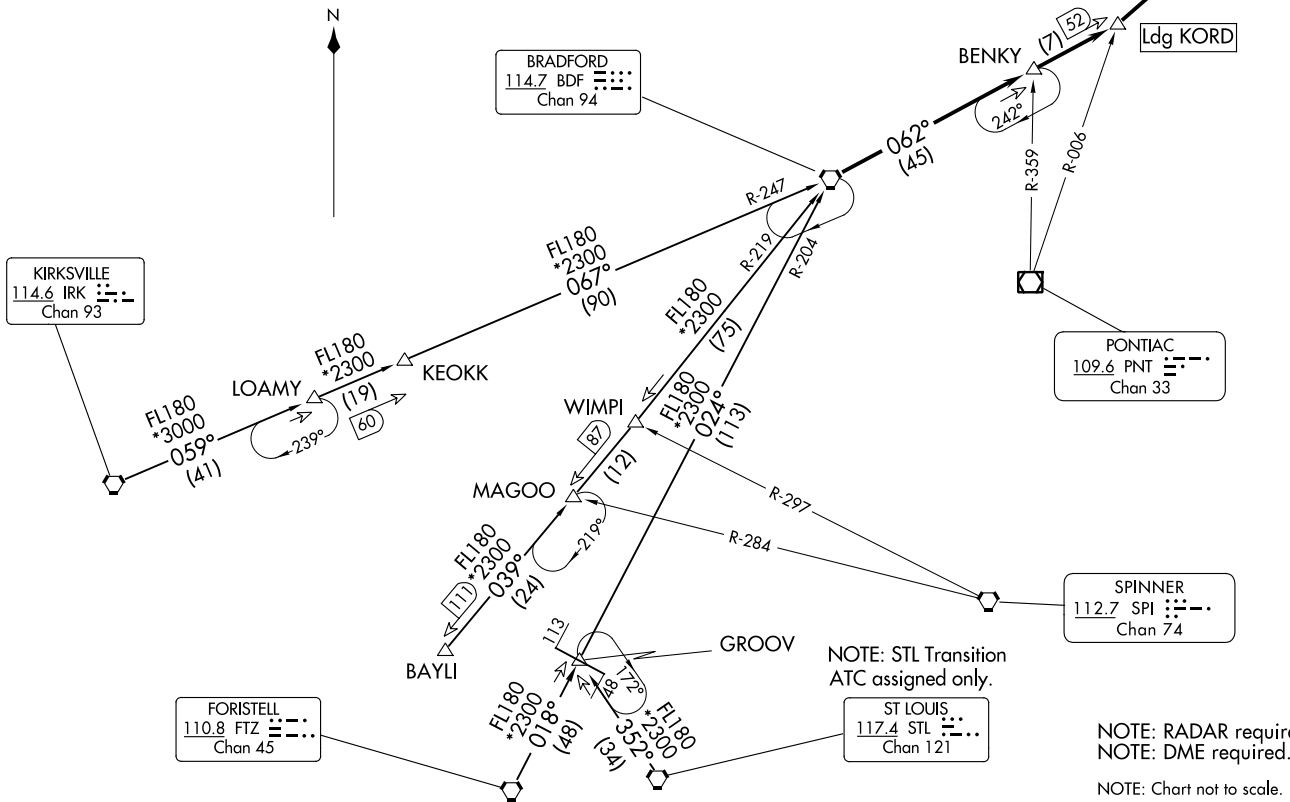 N
BRADFORD
114.7 BDF
Chan 94
BENKY
(7)
52
Ldg KORD
242°
062°
(45)
R-359
R-006
R-247
R-219
R-204
KIRKSVILLE
114.6 IRK
Chan 93
FL180
*2300
067°
(90)
FL180
*2300
(75)
PONTIAC
109.6 PNT
Chan 33
FL180
*2300
(19)
60
KEOKK
LOAMY
239°
FL180
*3000
059°
(41)
WIMPI
87
(12)
FL180
*2300
024°
(113)
MAGOO
219°
R-297
R-284
FL180
*2300
039°
(24)
111
BAYLI
SPINNER
112.7 SPI
Chan 74
113
GROOV
172°
48
NOTE: STL Transition
ATC assigned only.
FORISTELL
110.8 FTZ
Chan 45
FL180
*2300
018°
(48)
FL180
*2300
352°
(34)
ST LOUIS
117.4 STL
Chan 121
NOTE: RADAR require
NOTE: DME required.
NOTE: Chart not to scale.